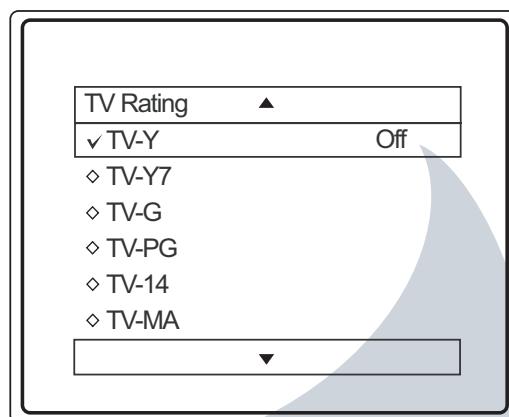 TV Rating
TV-Y Off
TV-Y7
TV-G
TV-PG
TV-14
TV-MA